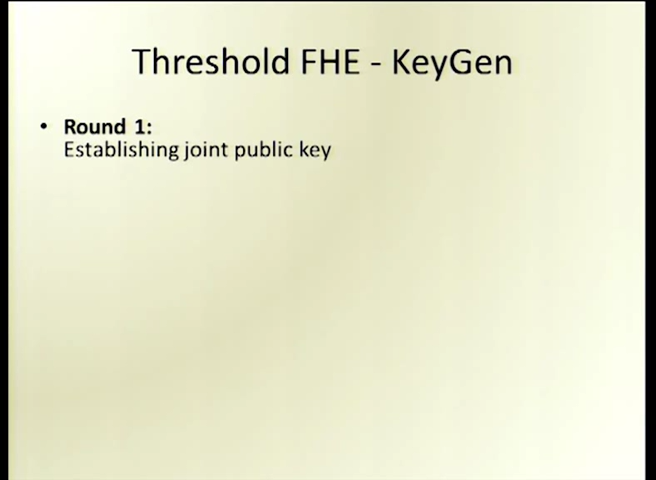 Threshold FHE - KeyGen
• Round 1:
Establishing joint public key